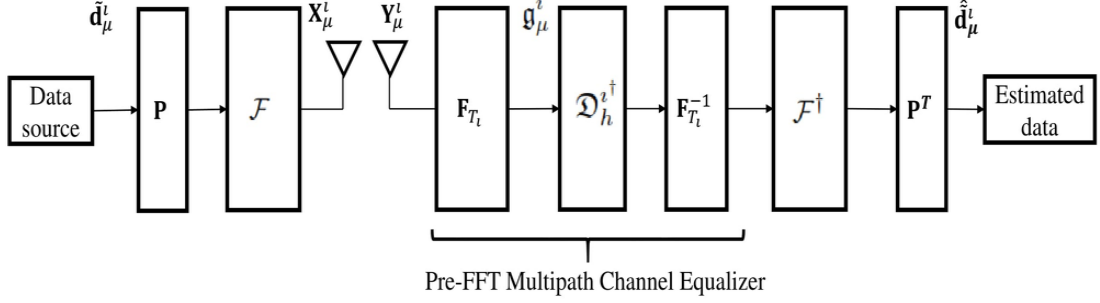 d̃_μ^ι X_μ^ι Y_μ^ι 𝔤_μ^ι d̃̂_μ^ι
Data source
P
ℱ
F_{T_ι}
𝔇_h^{ι†}
F_{T_ι}^{-1}
ℱ^†
P^T
Estimated data
Pre-FFT Multipath Channel Equalizer